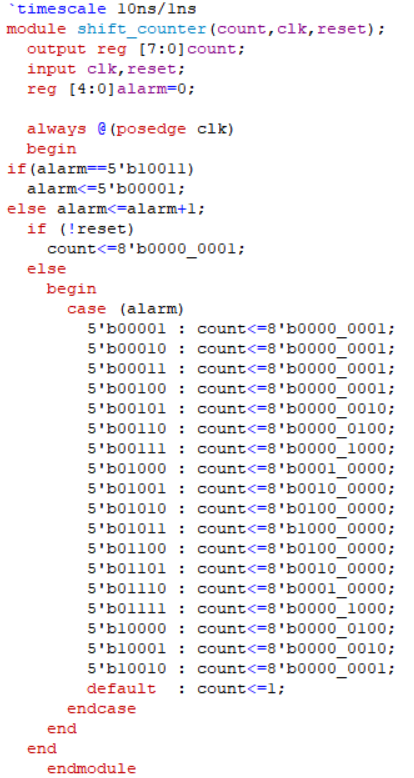 `timescale 10ns/1ns
module shift_counter(count,clk,reset);
  output reg [7:0]count;
  input clk,reset;
  reg [4:0]alarm=0;

  always @(posedge clk)
  begin
if(alarm==5'b10011)
  alarm<=5'b00001;
else alarm<=alarm+1;
  if (!reset)
    count<=8'b0000_0001;
  else
    begin
      case (alarm)
        5'b00001 : count<=8'b0000_0001;
        5'b00010 : count<=8'b0000_0001;
        5'b00011 : count<=8'b0000_0001;
        5'b00100 : count<=8'b0000_0001;
        5'b00101 : count<=8'b0000_0010;
        5'b00110 : count<=8'b0000_0100;
        5'b00111 : count<=8'b0000_1000;
        5'b01000 : count<=8'b0001_0000;
        5'b01001 : count<=8'b0010_0000;
        5'b01010 : count<=8'b0100_0000;
        5'b01011 : count<=8'b1000_0000;
        5'b01100 : count<=8'b0100_0000;
        5'b01101 : count<=8'b0010_0000;
        5'b01110 : count<=8'b0001_0000;
        5'b01111 : count<=8'b0000_1000;
        5'b10000 : count<=8'b0000_0100;
        5'b10001 : count<=8'b0000_0010;
        5'b10010 : count<=8'b0000_0001;
        default  : count<=1;
      endcase
    end
  end
    endmodule